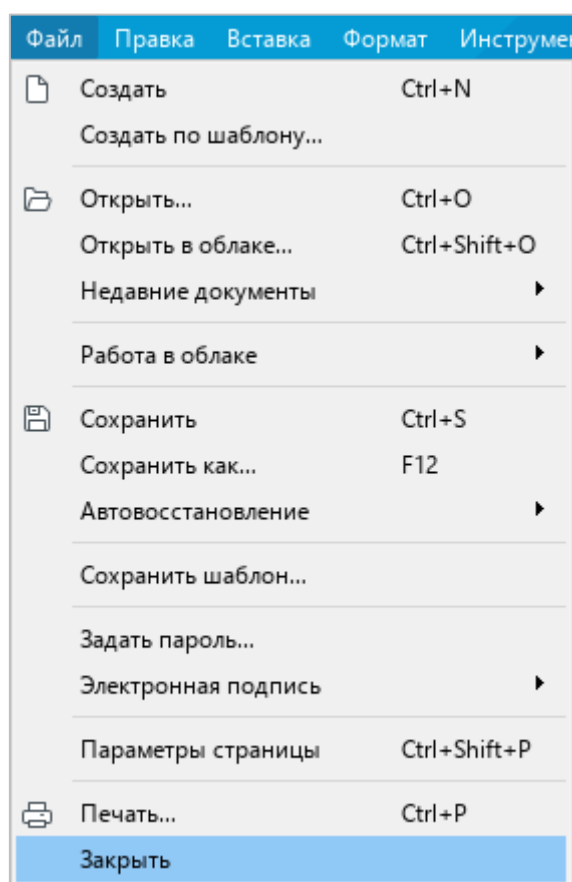 Файл Правка Вставка Формат
Создать Ctrl+N
Создать по шаблону...
Открыть... Ctrl+O
Открыть в облаке... Ctrl+Shift+O
Недавние документы
Работа в облаке
Сохранить Ctrl+S
Сохранить как... F12
Автовосстановление
Сохранить шаблон...
Задать пароль...
Электронная подпись
Параметры страницы Ctrl+Shift+P
Печать... Ctrl+P
Закрыть